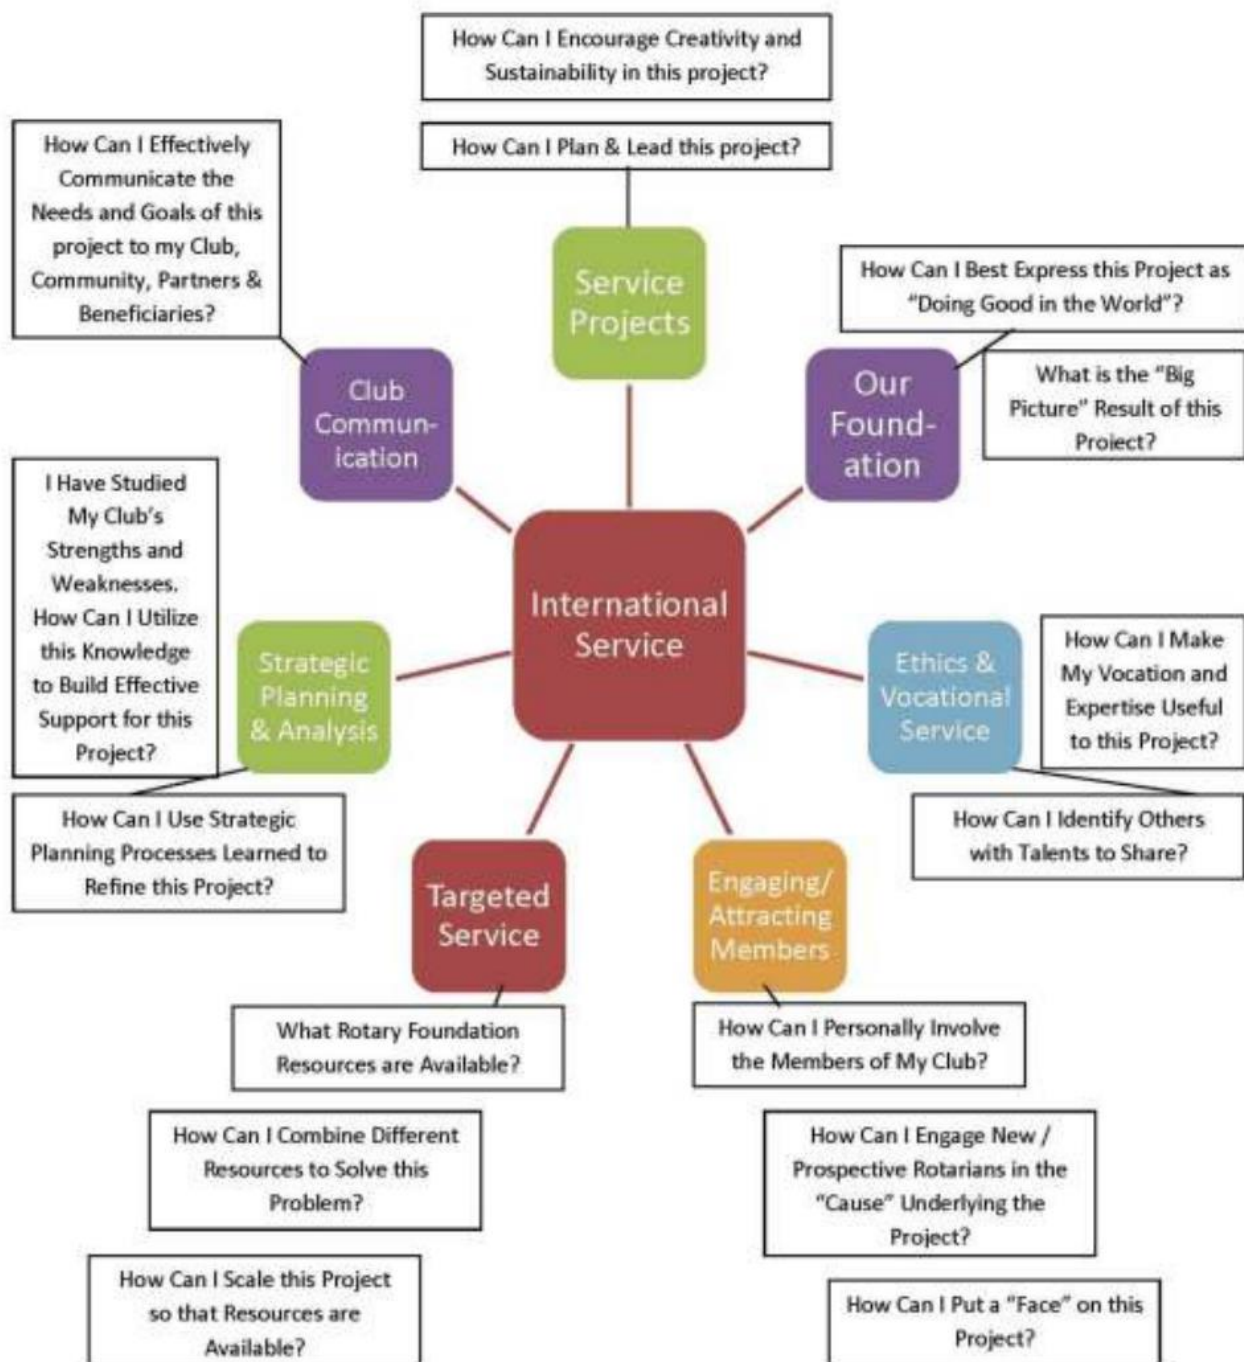 How Can I Encourage Creativity and
Sustainability in this project?
How Can I Plan & Lead this project?
Service
Projects
How Can I Effectively
Communicate the
Needs and Goals of this
project to my Club,
Community, Partners &
Beneficiaries?
Club
Commun-
ication
How Can I Best Express this Project as
“Doing Good in the World”?
What is the “Big
Picture” Result of this
Project?
Our
Found-
ation
International
Service
I Have Studied
My Club’s
Strengths and
Weaknesses.
How Can I Utilize
this Knowledge
to Build Effective
Support for this
Project?
Strategic
Planning
& Analysis
How Can I Use Strategic
Planning Processes Learned to
Refine this Project?
Ethics &
Vocational
Service
How Can I Make
My Vocation and
Expertise Useful
to this Project?
How Can I Identify Others
with Talents to Share?
Targeted
Service
What Rotary Foundation
Resources are Available?
How Can I Combine Different
Resources to Solve this
Problem?
How Can I Scale this Project
so that Resources are
Available?
Engaging/
Attracting
Members
How Can I Personally Involve
the Members of My Club?
How Can I Engage New /
Prospective Rotarians in the
“Cause” Underlying the
Project?
How Can I Put a “Face” on this
Project?